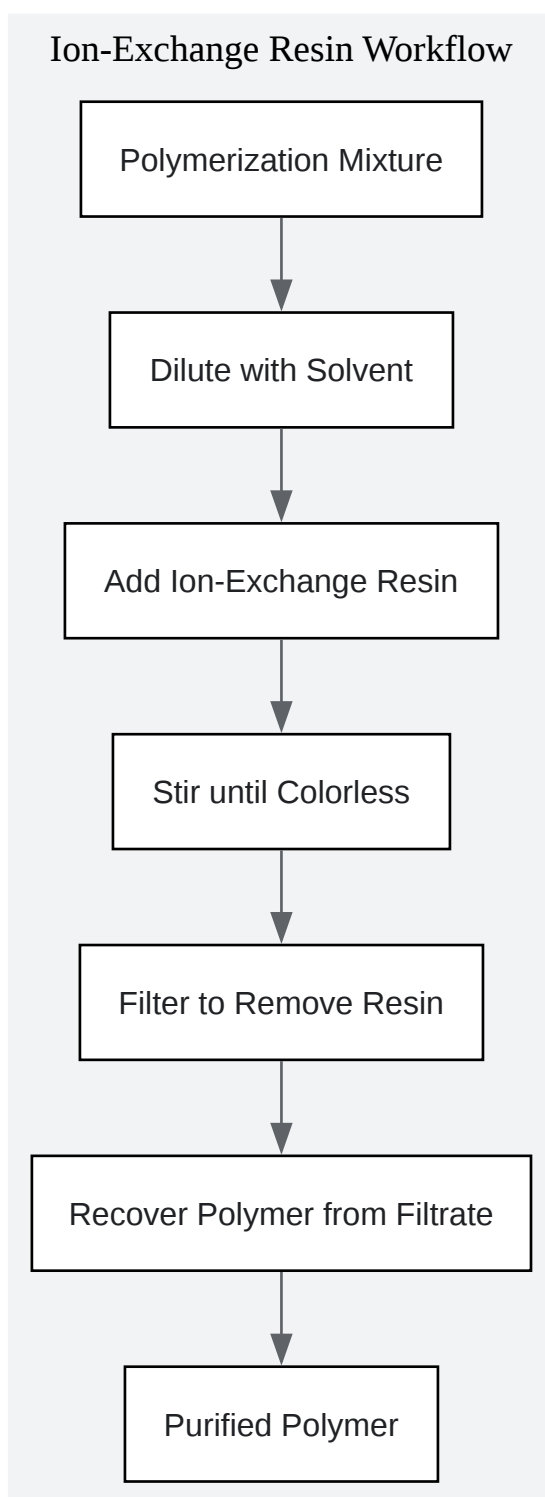 Ion-Exchange Resin Workflow
Polymerization Mixture
Dilute with Solvent
Add Ion-Exchange Resin
Stir until Colorless
Filter to Remove Resin
Recover Polymer from Filtrate
Purified Polymer